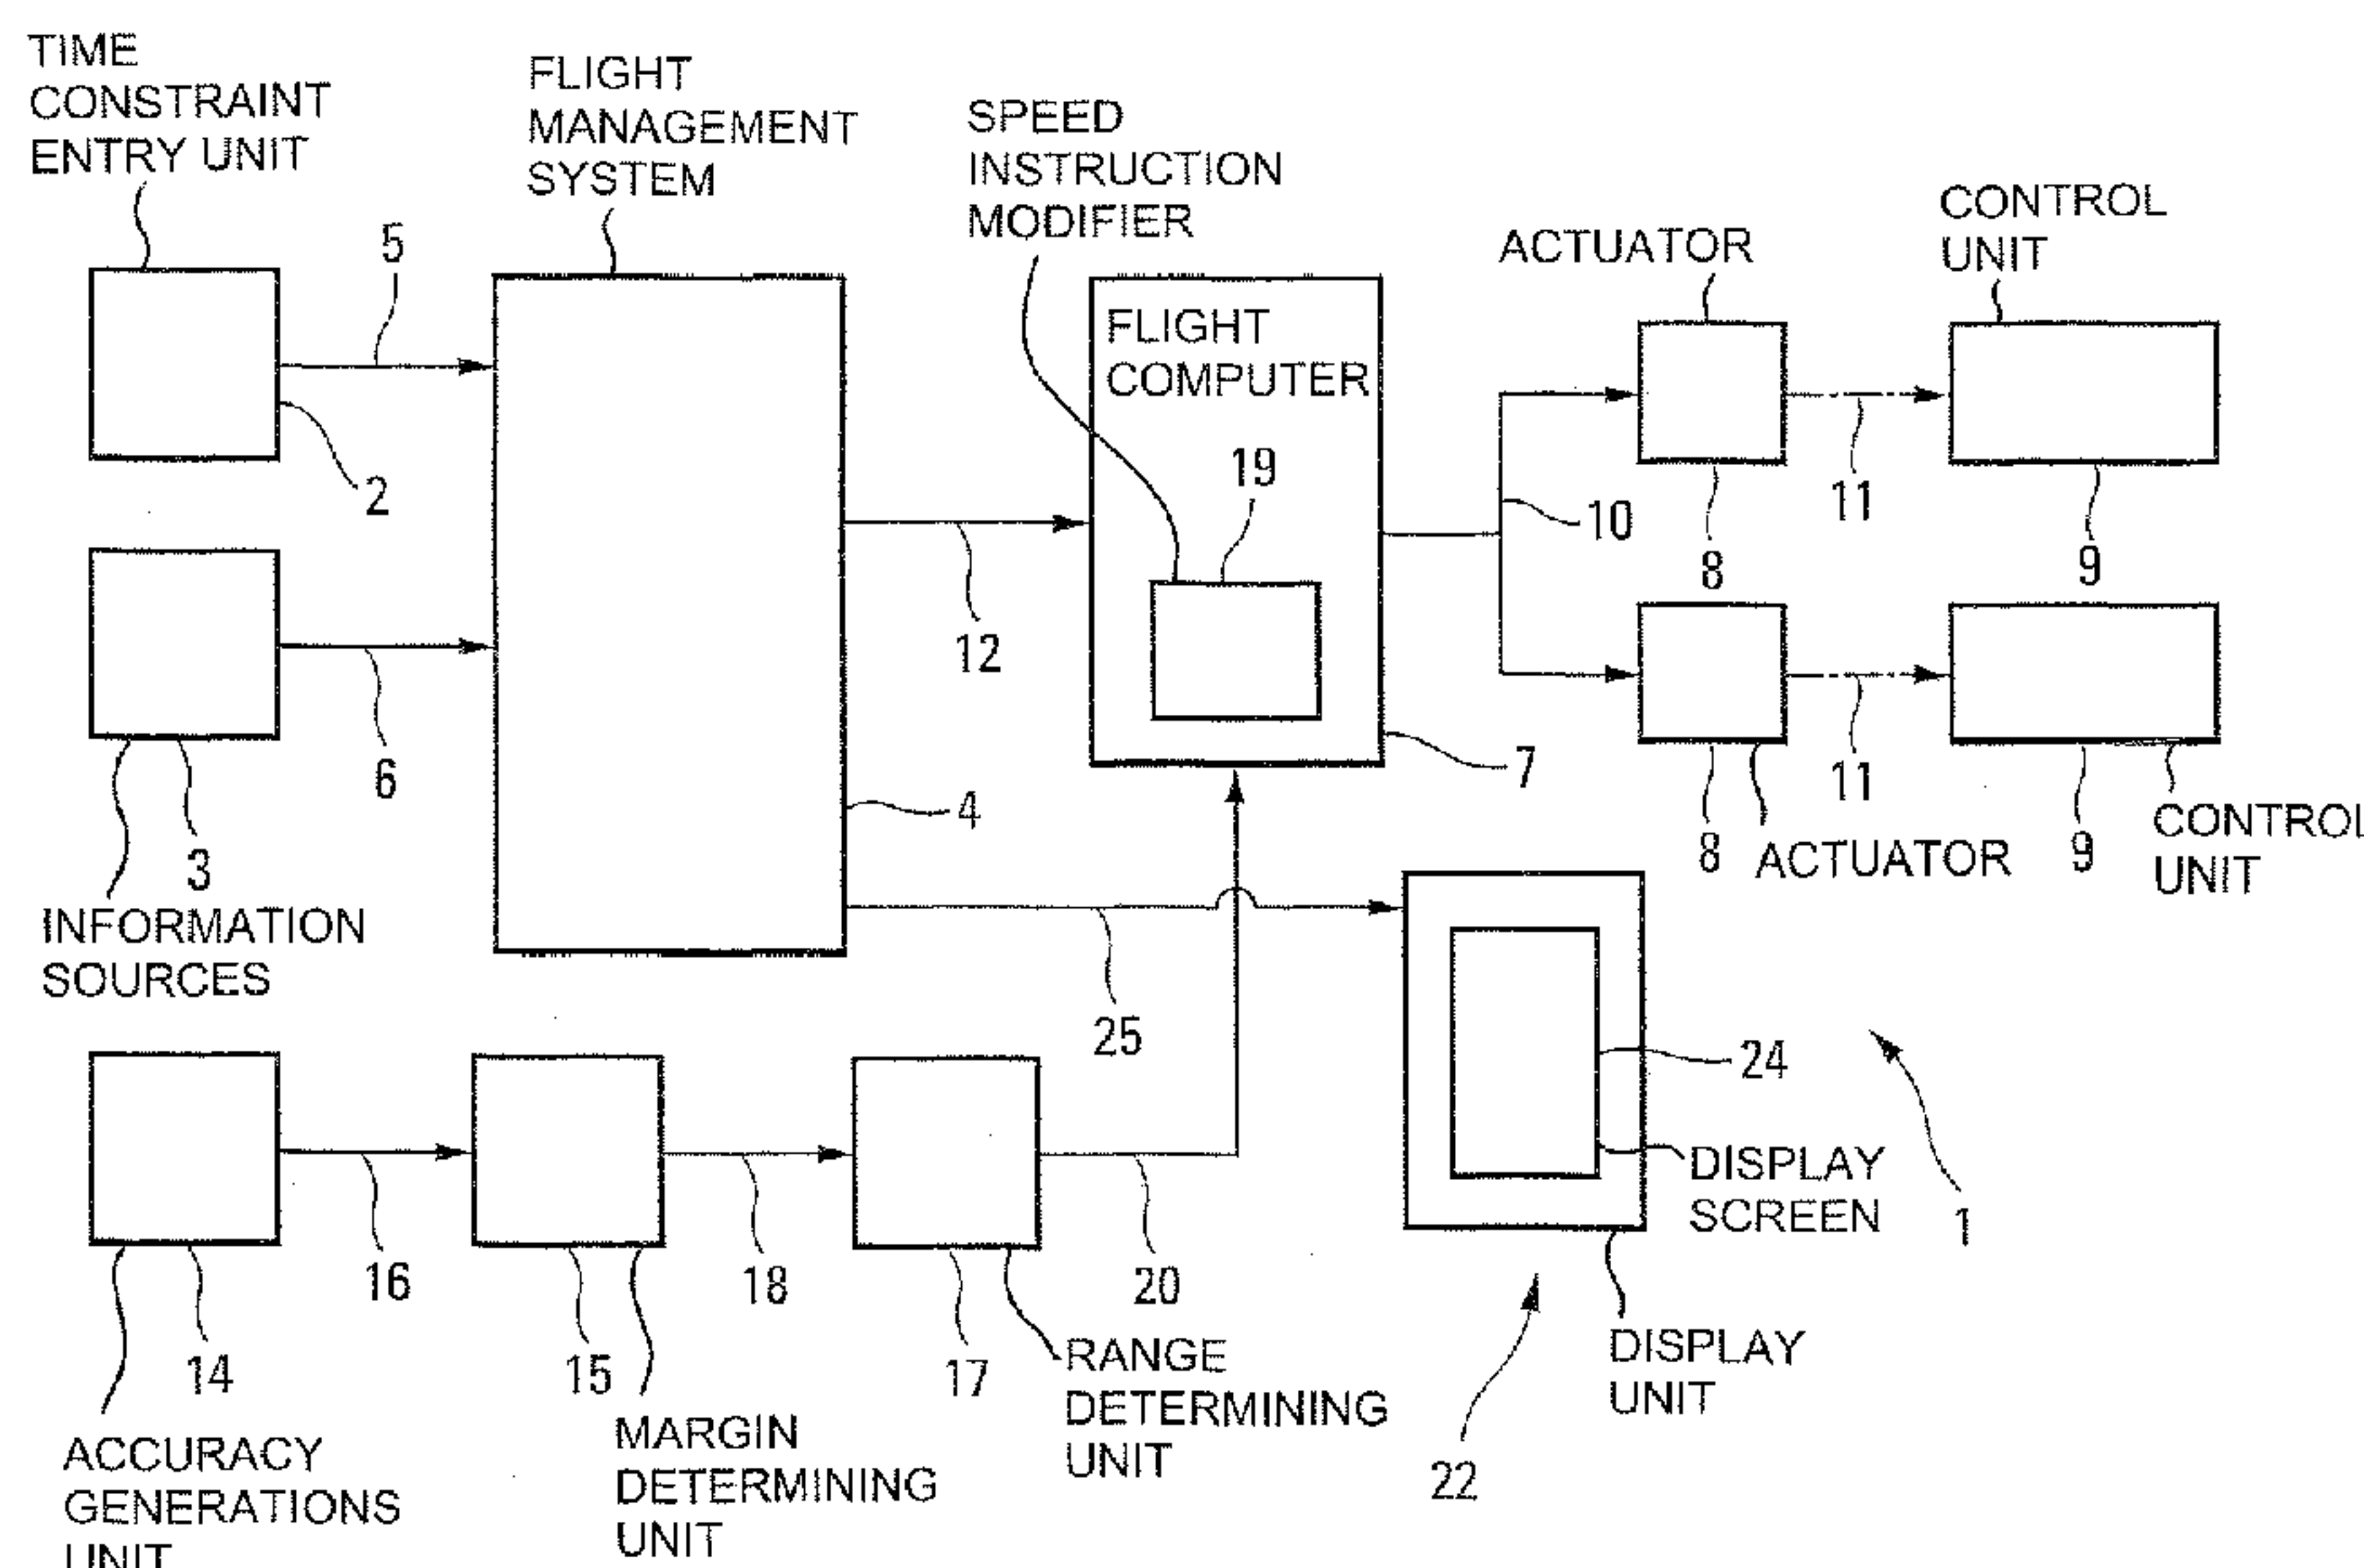 TIME
CONSTRAINT
ENTRY UNIT
FLIGHT
MANAGEMENT
SYSTEM
SPEED
INSTRUCTION
MODIFIER
ACTUATOR
CONTROL
UNIT
5
2
FLIGHT
COMPUTER
19
10
11
8
9
12
6
3
4
7
8
11
9
ACTUATOR
CONTROL
UNIT
INFORMATION
SOURCES
25
24
DISPLAY
SCREEN
1
16
14
18
15
20
17
22
DISPLAY
UNIT
RANGE
DETERMINING
UNIT
MARGIN
DETERMINING
UNIT
ACCURACY
GENERATIONS
UNIT